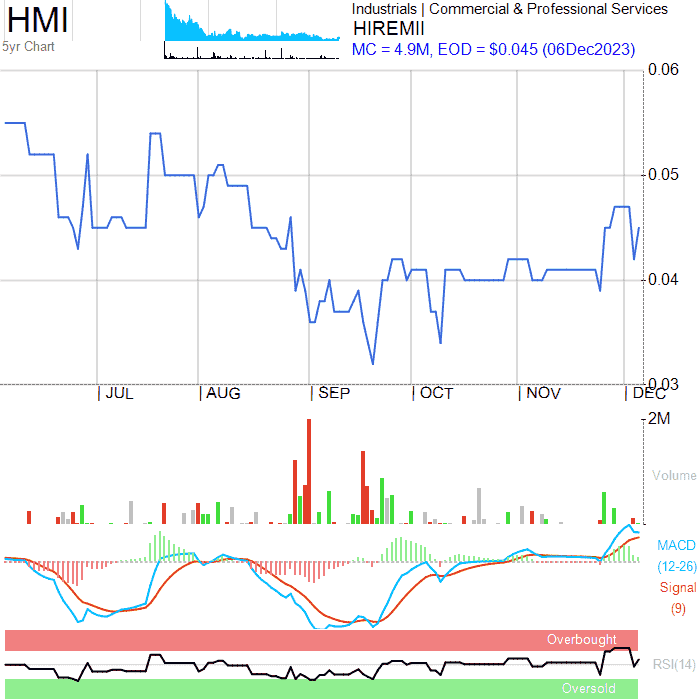 HMI
5yr Chart
Industrials | Commercial & Professional Services
HIREMII
MC = 4.9M, EOD = $0.045 (06Dec2023)
0.06
0.05
0.04
0.03
JUL
AUG
SEP
OCT
NOV
DEC
2M
Volume
MACD
(12-26)
Signal
(9)
Overbought
RSI(14)
Oversold